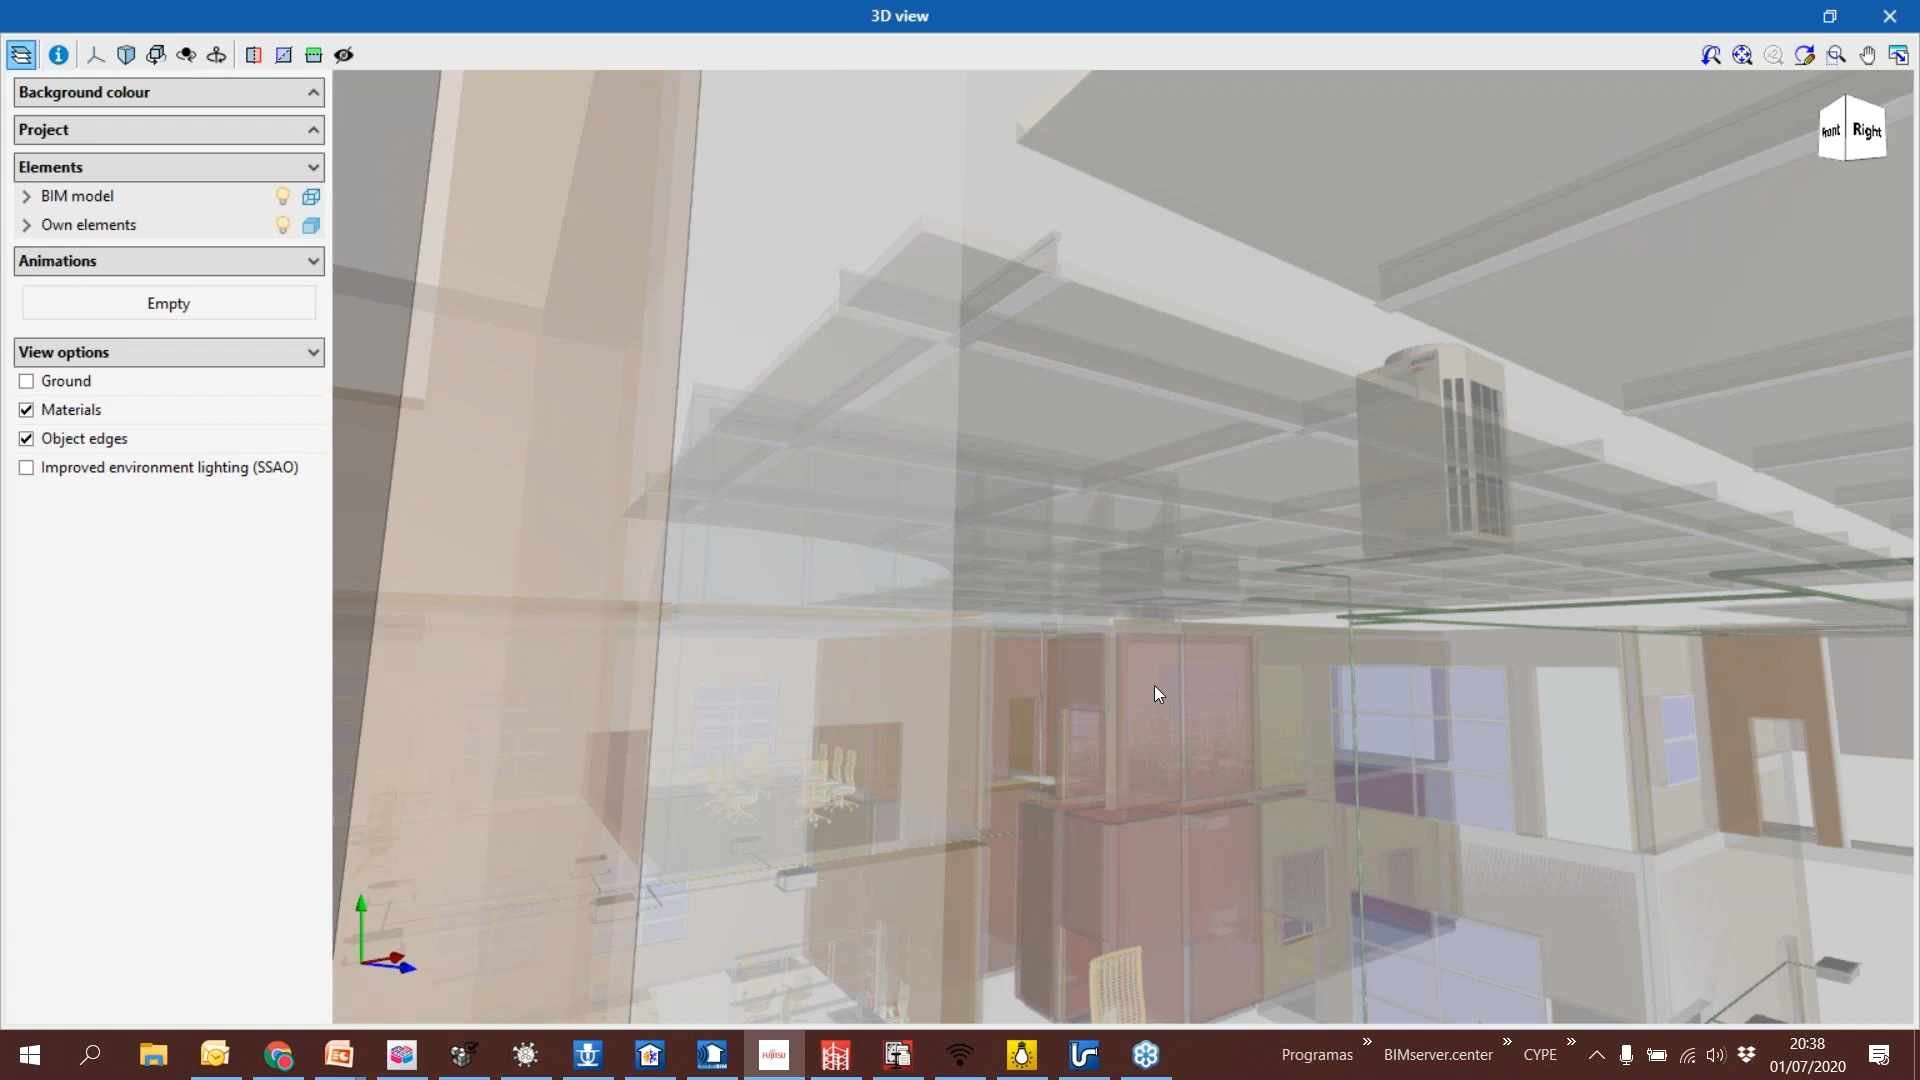 3D view
Background colour
Project
Elements
BIM model
Own elements
Animations
Empty
View options
Ground
Materials
Object edges
Improved environment lighting (SSAO)
Front
Right
FUJITSU
Programas
BIMserver.center
CYPE
20:38
01/07/2020